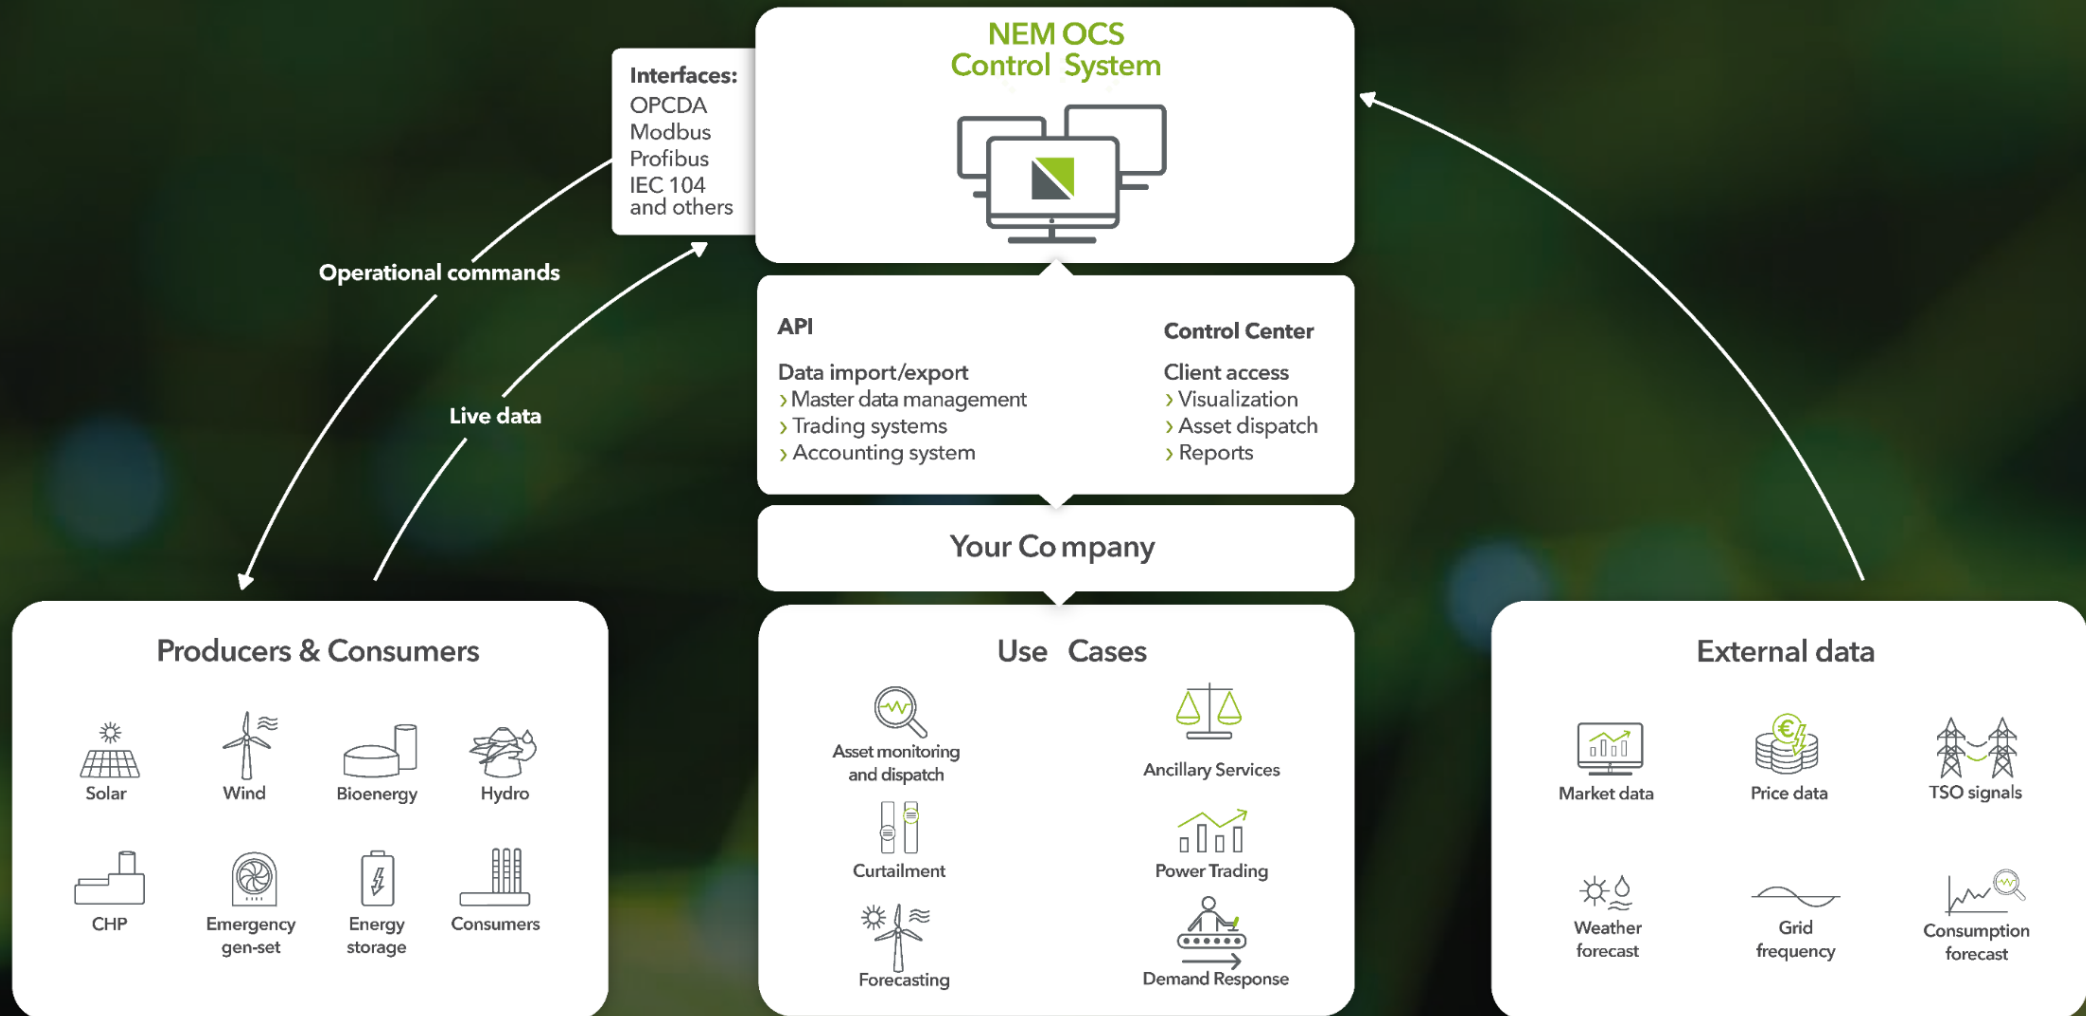 NEM OCS
Control System
Interfaces:
OPCDA
Modbus
Profibus
IEC 104
and others
Operational commands
Live data
API
Data import/export
› Master data management
› Trading systems
› Accounting system
Control Center
Client access
› Visualization
› Asset dispatch
› Reports
Your Company
Producers & Consumers
Solar
Wind
Bioenergy
Hydro
CHP
Emergency
gen-set
Energy
storage
Consumers
Use Cases
Asset monitoring
and dispatch
Ancillary Services
Curtailment
Power Trading
Forecasting
Demand Response
External data
Market data
€
Price data
TSO signals
Weather
forecast
Grid
frequency
Consumption
forecast